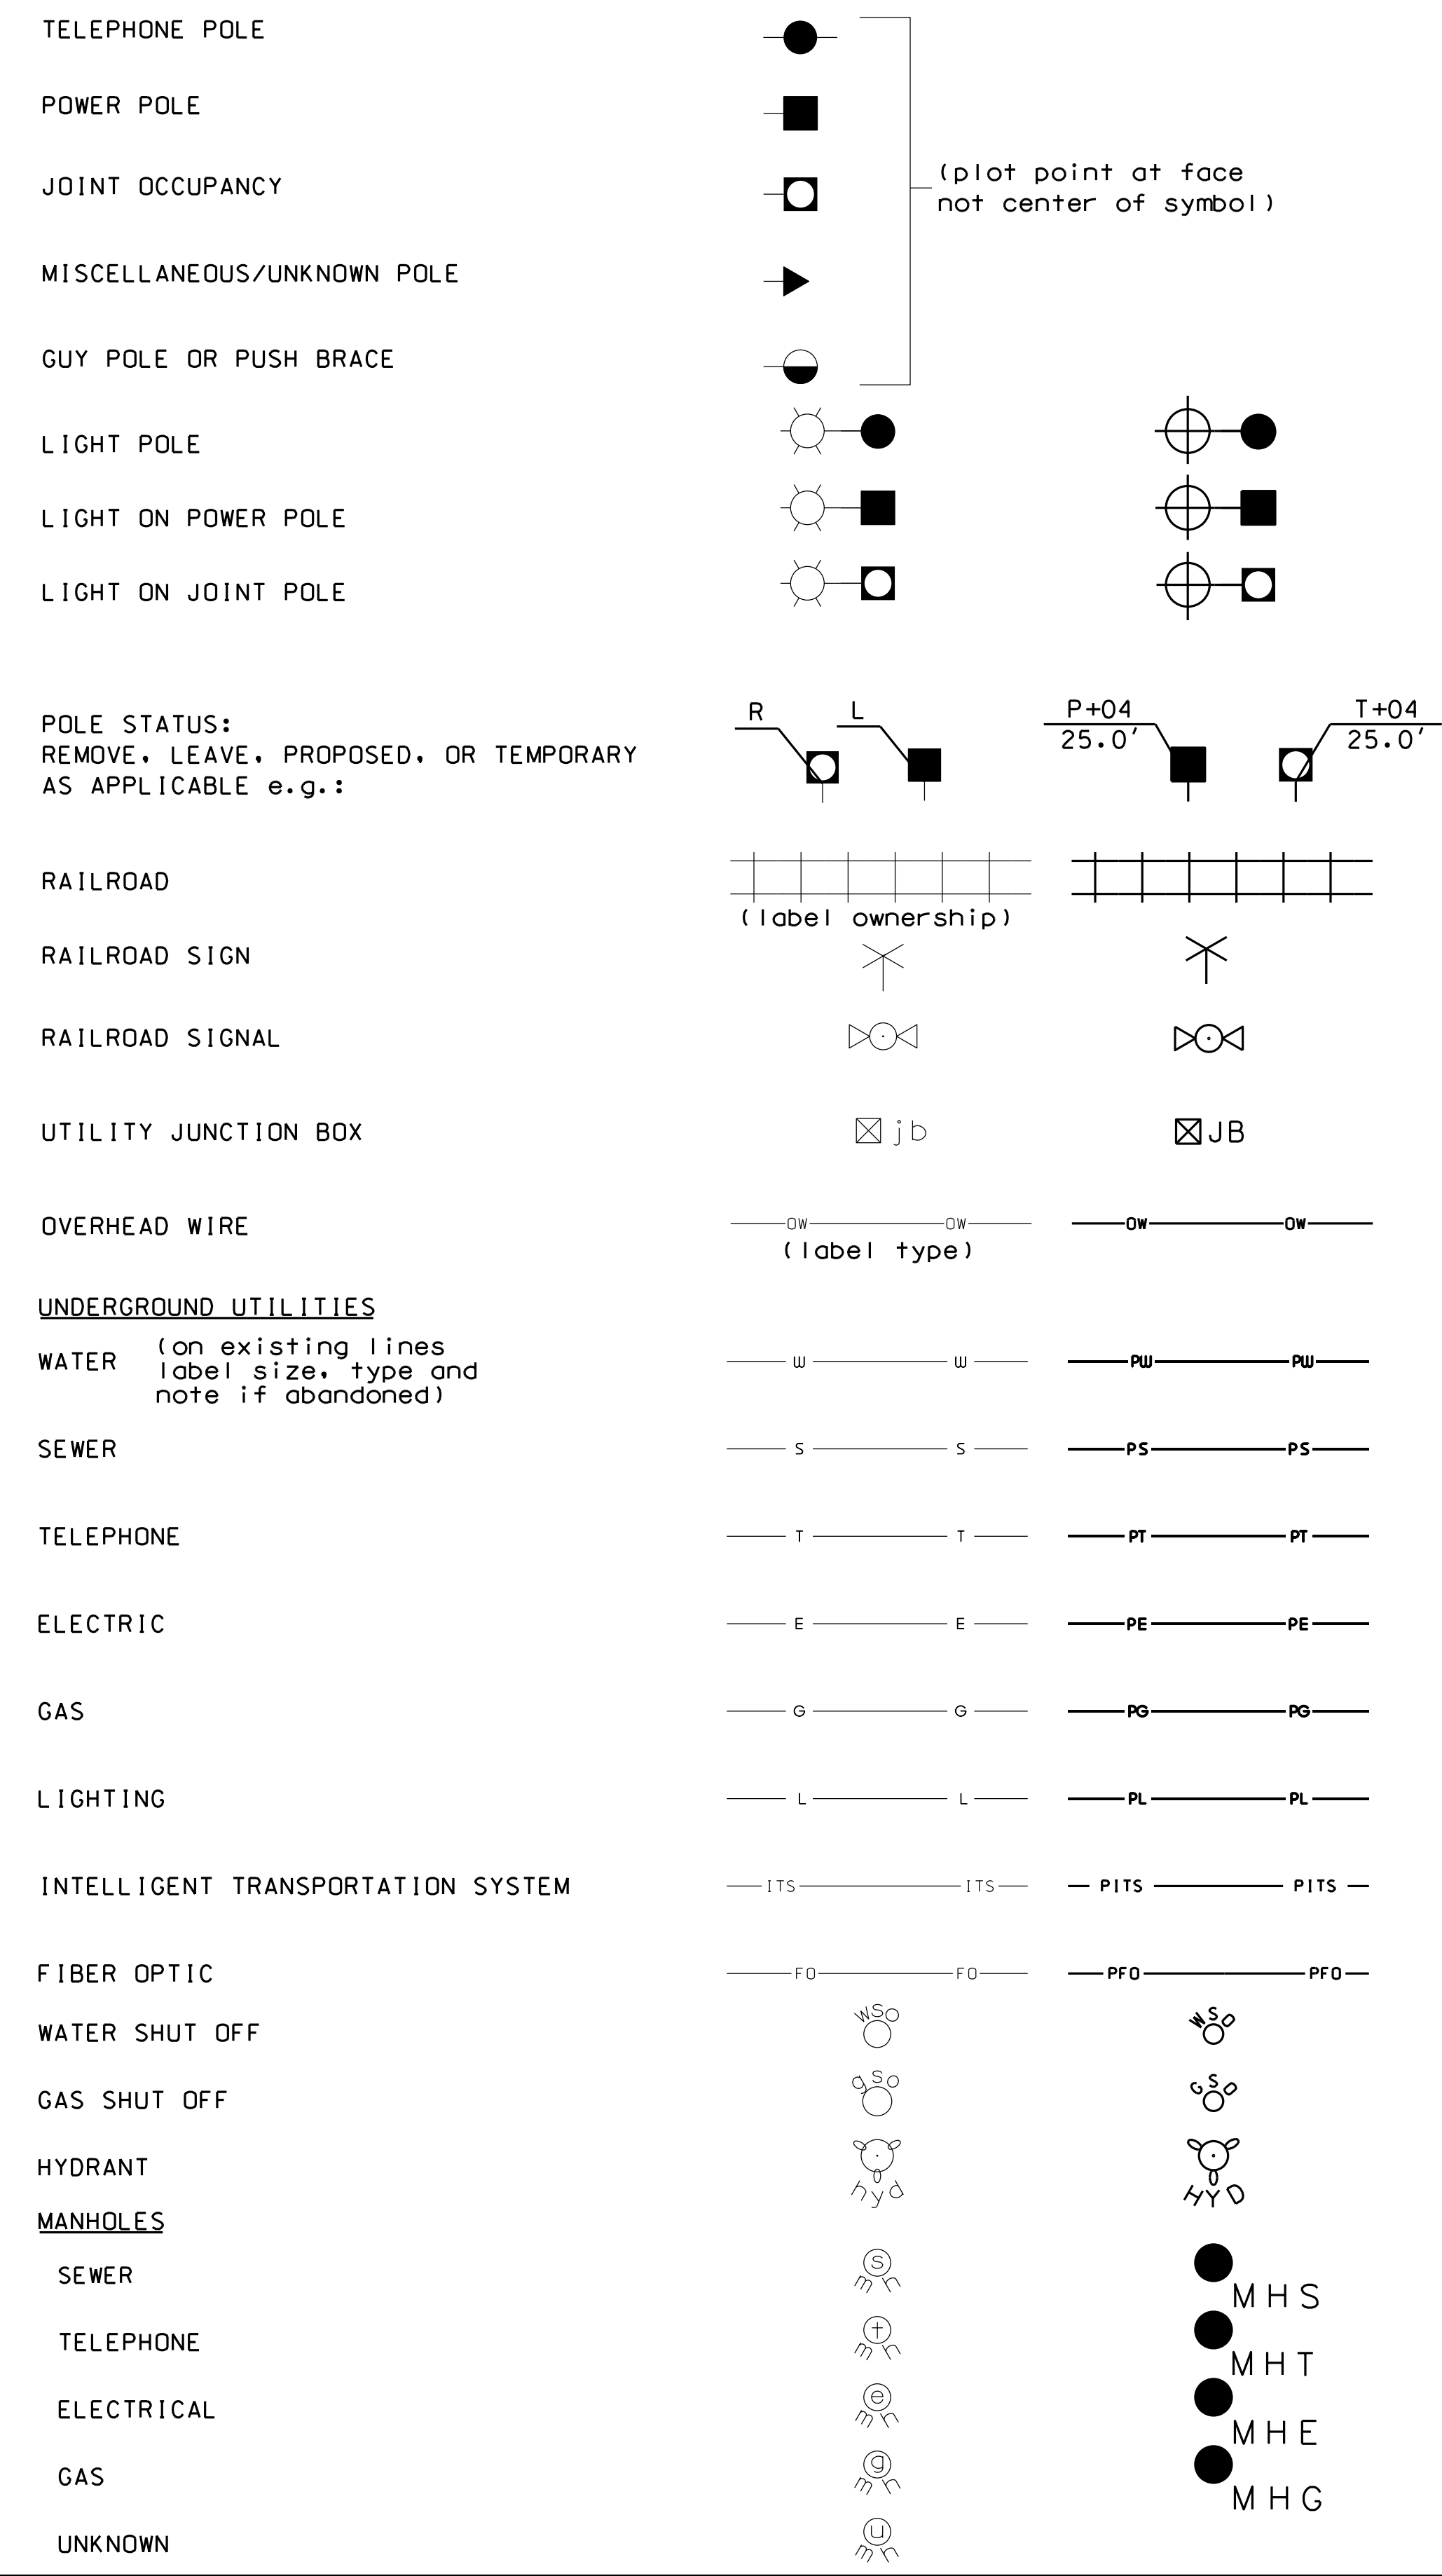 TELEPHONE POLE
POWER POLE
JOINT OCCUPANCY
(plot point at face
not center of symbol)
MISCELLANEOUS/UNKNOWN POLE
GUY POLE OR PUSH BRACE
LIGHT POLE
LIGHT ON POWER POLE
LIGHT ON JOINT POLE
R L P+04 T+04
25.0' 25.0'
POLE STATUS:
REMOVE, LEAVE, PROPOSED, OR TEMPORARY
AS APPLICABLE e.g.:
RAILROAD
(label ownership)
RAILROAD SIGN
RAILROAD SIGNAL
UTILITY JUNCTION BOX jb JB
OVERHEAD WIRE OW OW OW OW
(label type)
UNDERGROUND UTILITIES
WATER (on existing lines
label size, type and
note if abandoned)
W W PW PW
SEWER S S PS PS
TELEPHONE T T PT PT
ELECTRIC E E PE PE
GAS G G PG PG
LIGHTING L L PL PL
INTELLIGENT TRANSPORTATION SYSTEM ITS ITS PITS PITS
FIBER OPTIC FO FO PFO PFO
WATER SHUT OFF wso WSO
GAS SHUT OFF gso GSO
HYDRANT hyd HYD
MANHOLES
SEWER s mh MHS
TELEPHONE t mh MHT
ELECTRICAL e mh MHE
GAS g mh MHG
UNKNOWN u mh